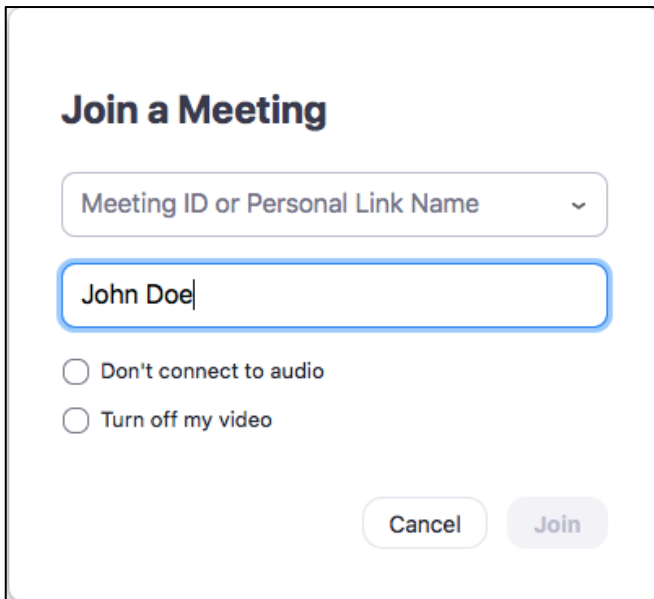 Join a Meeting
Meeting ID or Personal Link Name
John Doe
Don't connect to audio
Turn off my video
Cancel Join